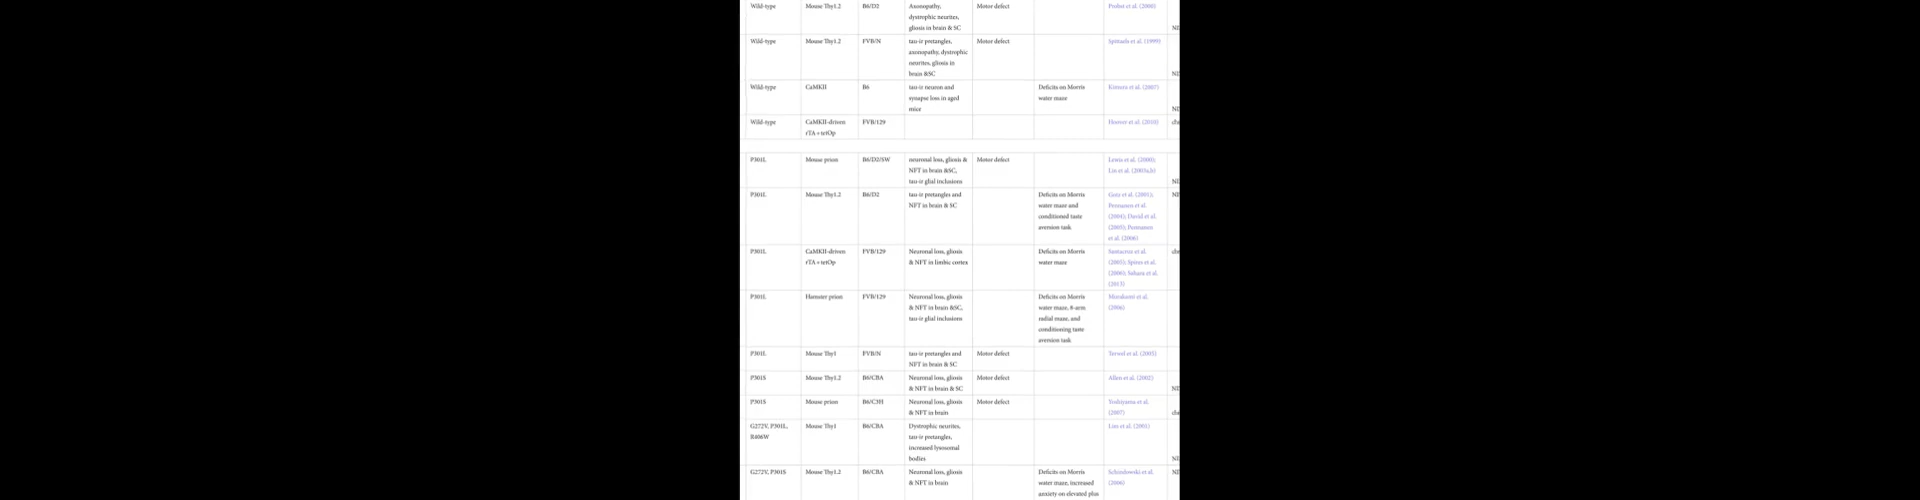 Wild-type Mouse Thy1.2 B6/D2 Axonopathy, Motor defect Probst et al. (2000)
dystrophic neurites,
gliosis in brain & SC
Wild-type Mouse Thy1.2 FVB/N tau-ir pretangles, Motor defect Spittaels et al. (1999)
axonopathy, dystrophic
neurites, gliosis in
brain &SC
Wild-type CaMKII B6 tau-ir neuron and Deficits on Morris Kimura et al. (2007)
synapse loss in aged water maze
mice
Wild-type CaMKII-driven FVB/129 Hoover et al. (2010)
rTA + tetOp
P301L Mouse prion B6/D2/SW neuronal loss, gliosis & Motor defect Lewis et al. (2000);
NFT in brain &SC, Lin et al. (2003a,b)
tau-ir glial inclusions
P301L Mouse Thy1.2 B6/D2 tau-ir pretangles and Deficits on Morris Gotz et al. (2001);
NFT in brain & SC water maze and Pennanen et al.
conditioned taste (2004); David et al.
aversion task (2005); Pennanen
et al. (2006)
P301L CaMKII-driven FVB/129 Neuronal loss, gliosis Deficits on Morris Santacruz et al.
rTA + tetOp & NFT in limbic cortex water maze (2005); Spires et al.
(2006); Sahara et al.
(2013)
P301L Hamster prion FVB/129 Neuronal loss, gliosis Deficits on Morris Murakami et al.
& NFT in brain &SC, water maze, 8-arm (2006)
tau-ir glial inclusions radial maze, and
conditioning taste
aversion task
P301L Mouse Thy1 FVB/N tau-ir pretangles and Motor defect Terwel et al. (2005)
NFT in brain & SC
P301S Mouse Thy1.2 B6/CBA Neuronal loss, gliosis Motor defect Allen et al. (2002)
& NFT in brain & SC
P301S Mouse prion B6/C3H Neuronal loss, gliosis Motor defect Yoshiyama et al.
& NFT in brain (2007)
G272V, P301L, Mouse Thy1 B6/CBA Dystrophic neurites, Lim et al. (2001)
R406W tau-ir pretangles,
increased lysosomal
bodies
G272V, P301S Mouse Thy1.2 B6/CBA Neuronal loss, gliosis Deficits on Morris Schindowski et al.
& NFT in brain water maze, increased (2006)
anxiety on elevated plus